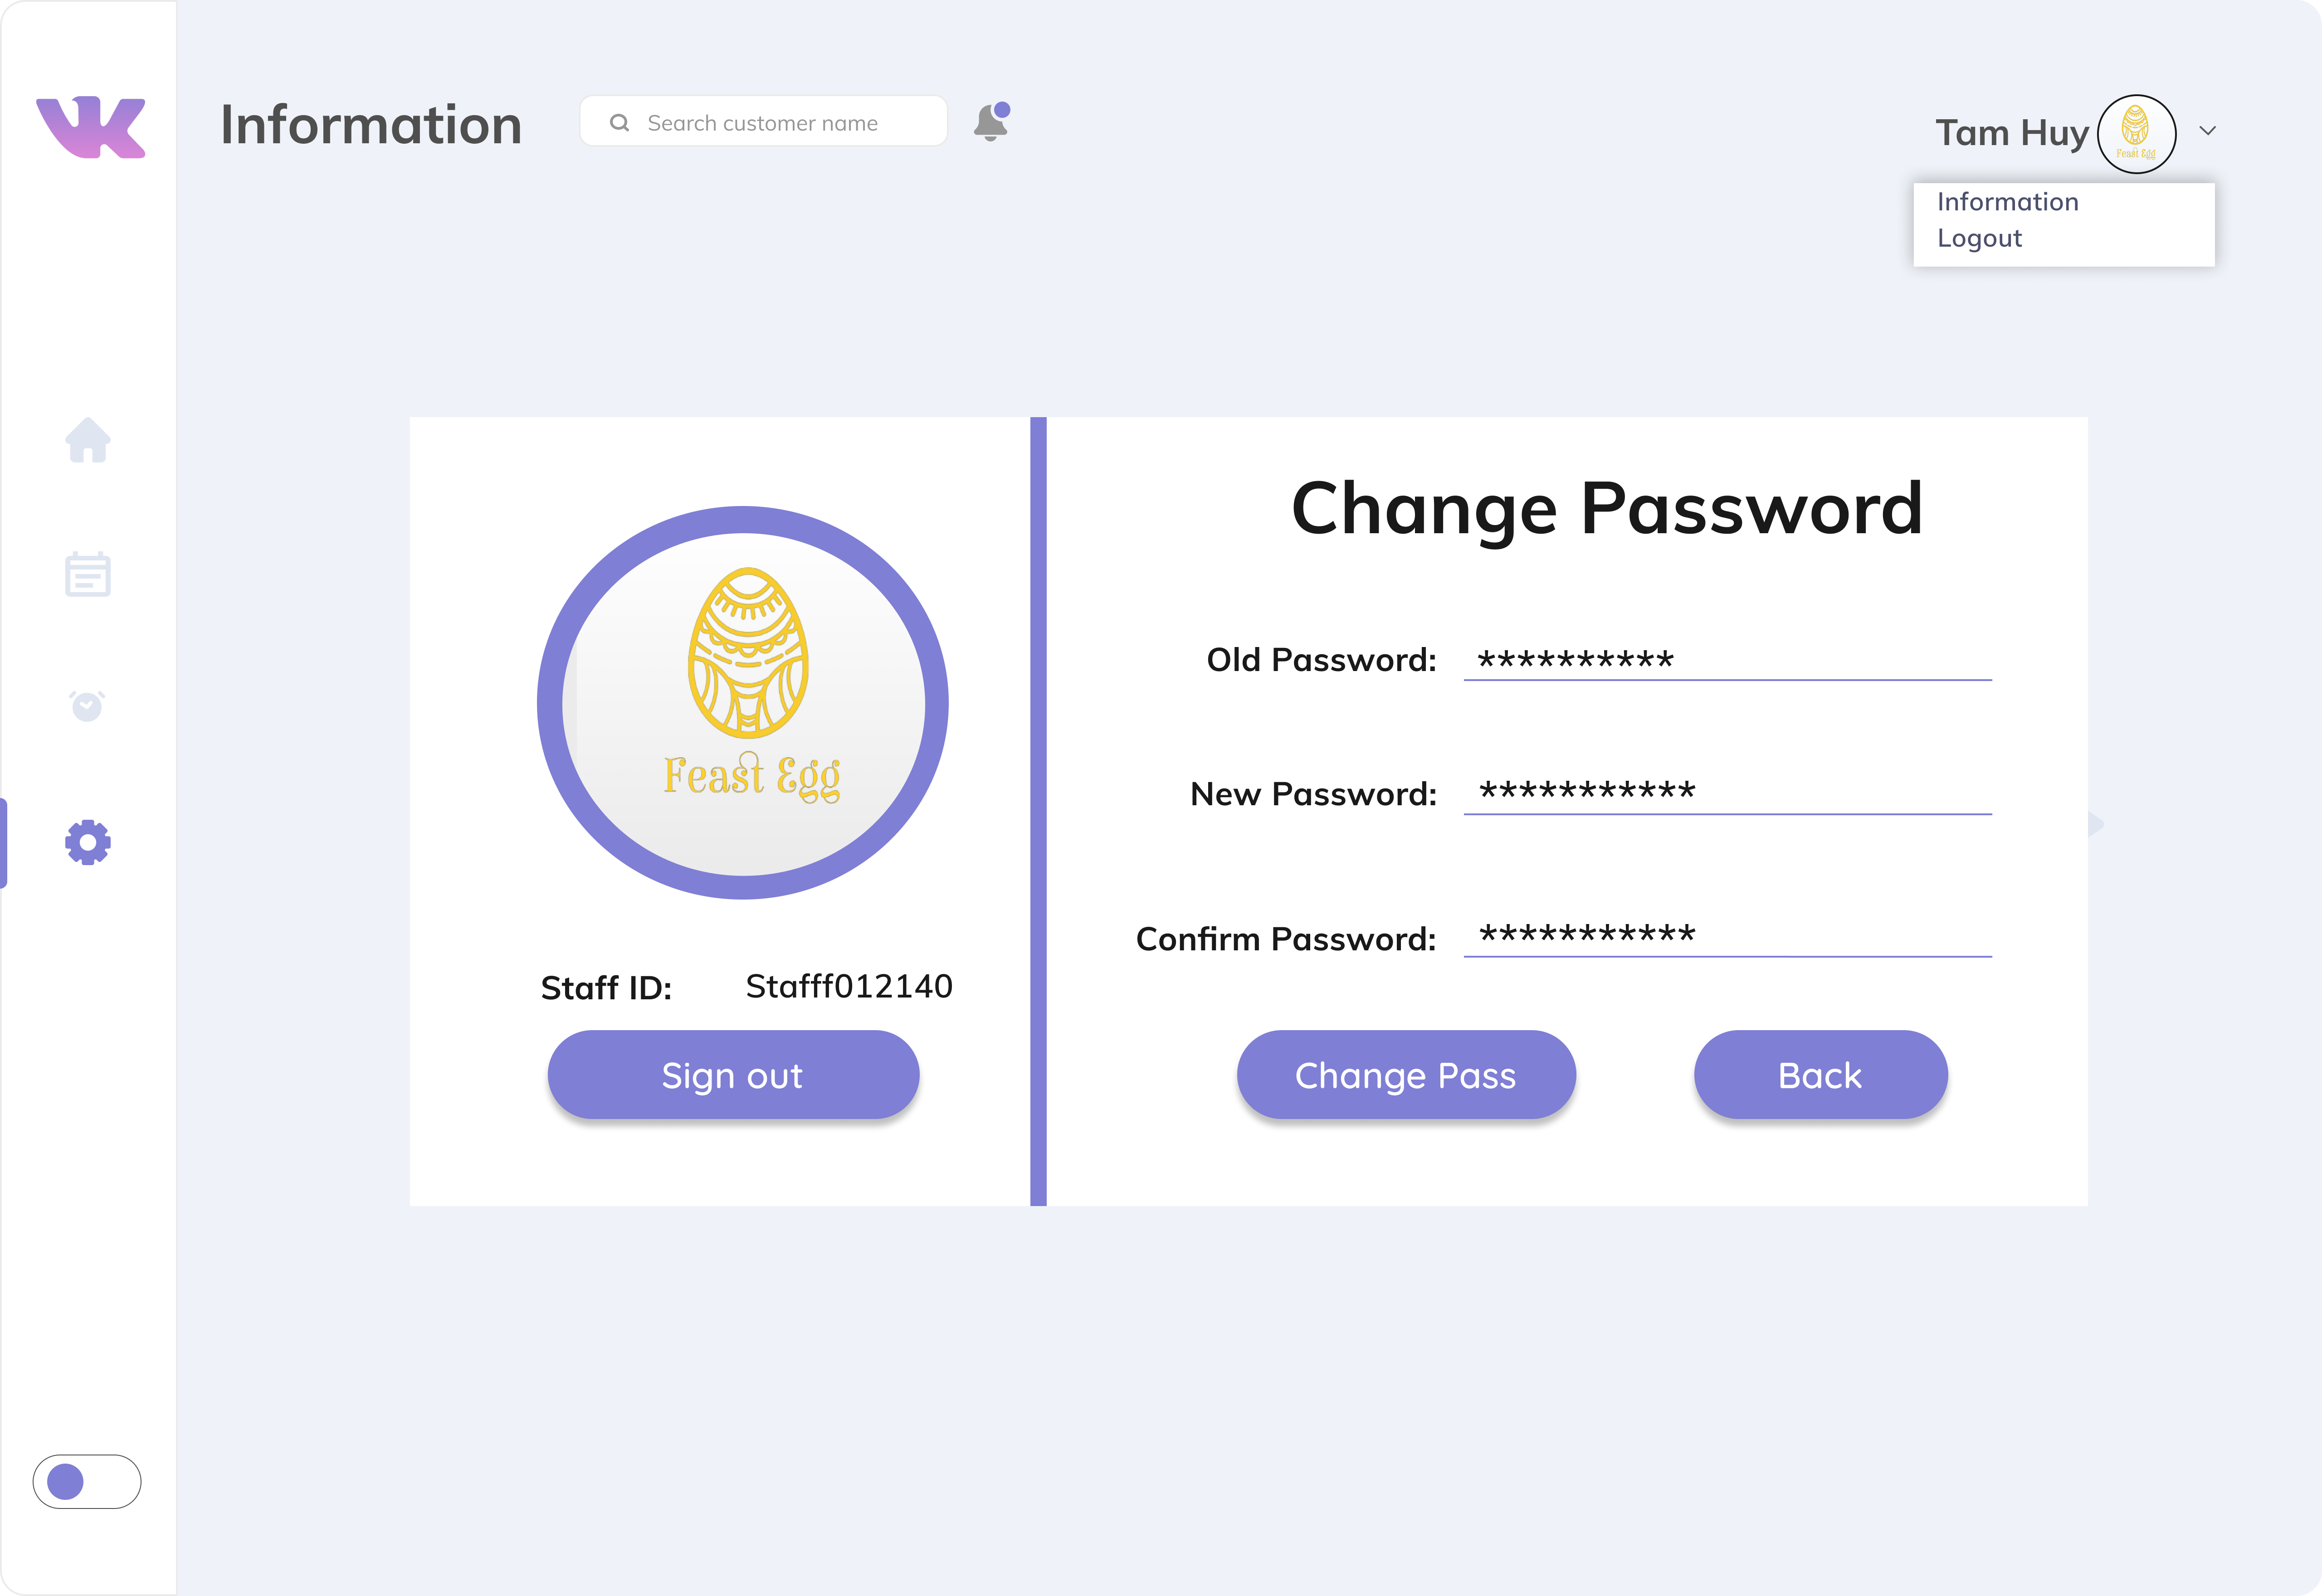 Information
Search customer name
Tam Huy
Feast Egg
Information
Logout
Feast Egg
Staff ID: Stafff012140
Sign out
Change Password
Old Password: **********
New Password: ***********
Confirm Password: ***********
Change Pass
Back